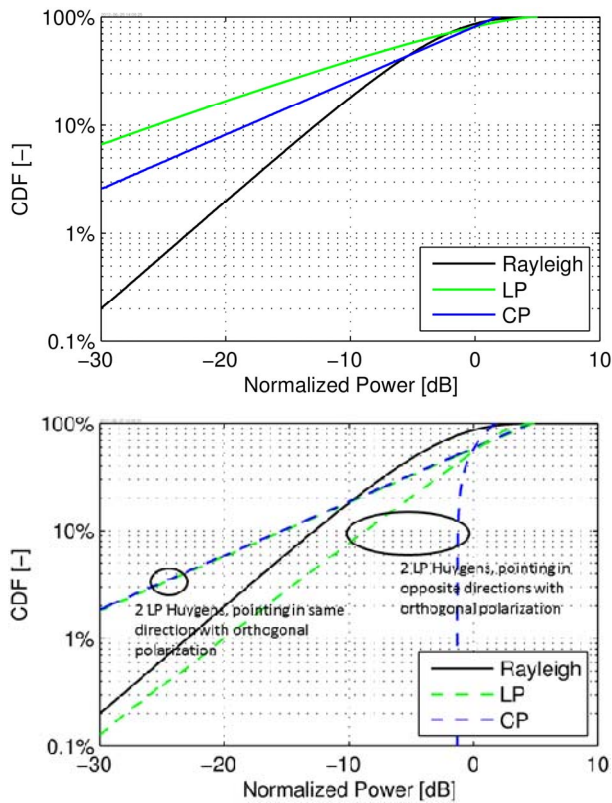 100%
10%
1%
0.1%
CDF [-]
Rayleigh
LP
CP
−30 −20 −10 0 10
Normalized Power [dB]
100%
10%
1%
0.1%
CDF [-]
2 LP Huygens, pointing in same
direction with orthogonal
polarization
2 LP Huygens, pointing in
opposite directions with
orthogonal polarization
Rayleigh
LP
CP
−30 −20 −10 0 10
Normalized Power [dB]